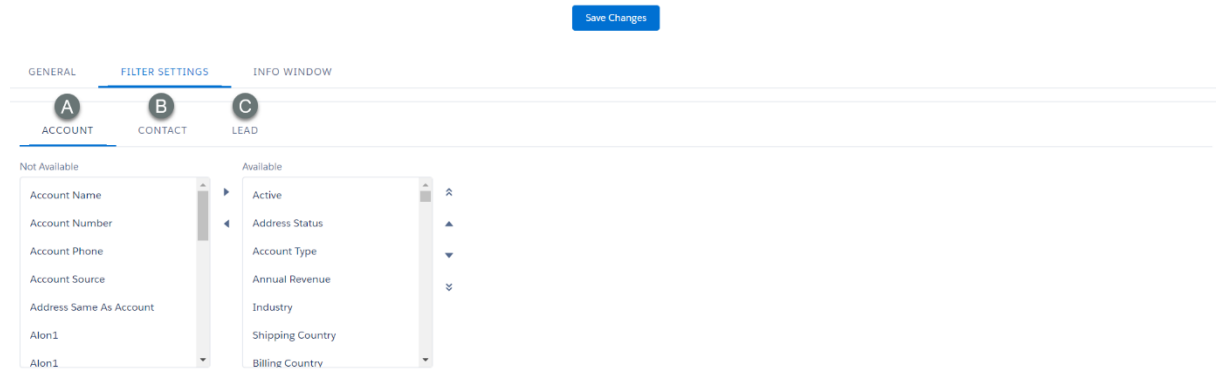 Save Changes
GENERAL FILTER SETTINGS INFO WINDOW
A B C
ACCOUNT CONTACT LEAD
Not Available Available
Account Name Active
Account Number Address Status
Account Phone Account Type
Account Source Annual Revenue
Address Same As Account Industry
Alon1 Shipping Country
Alon1 Billing Country